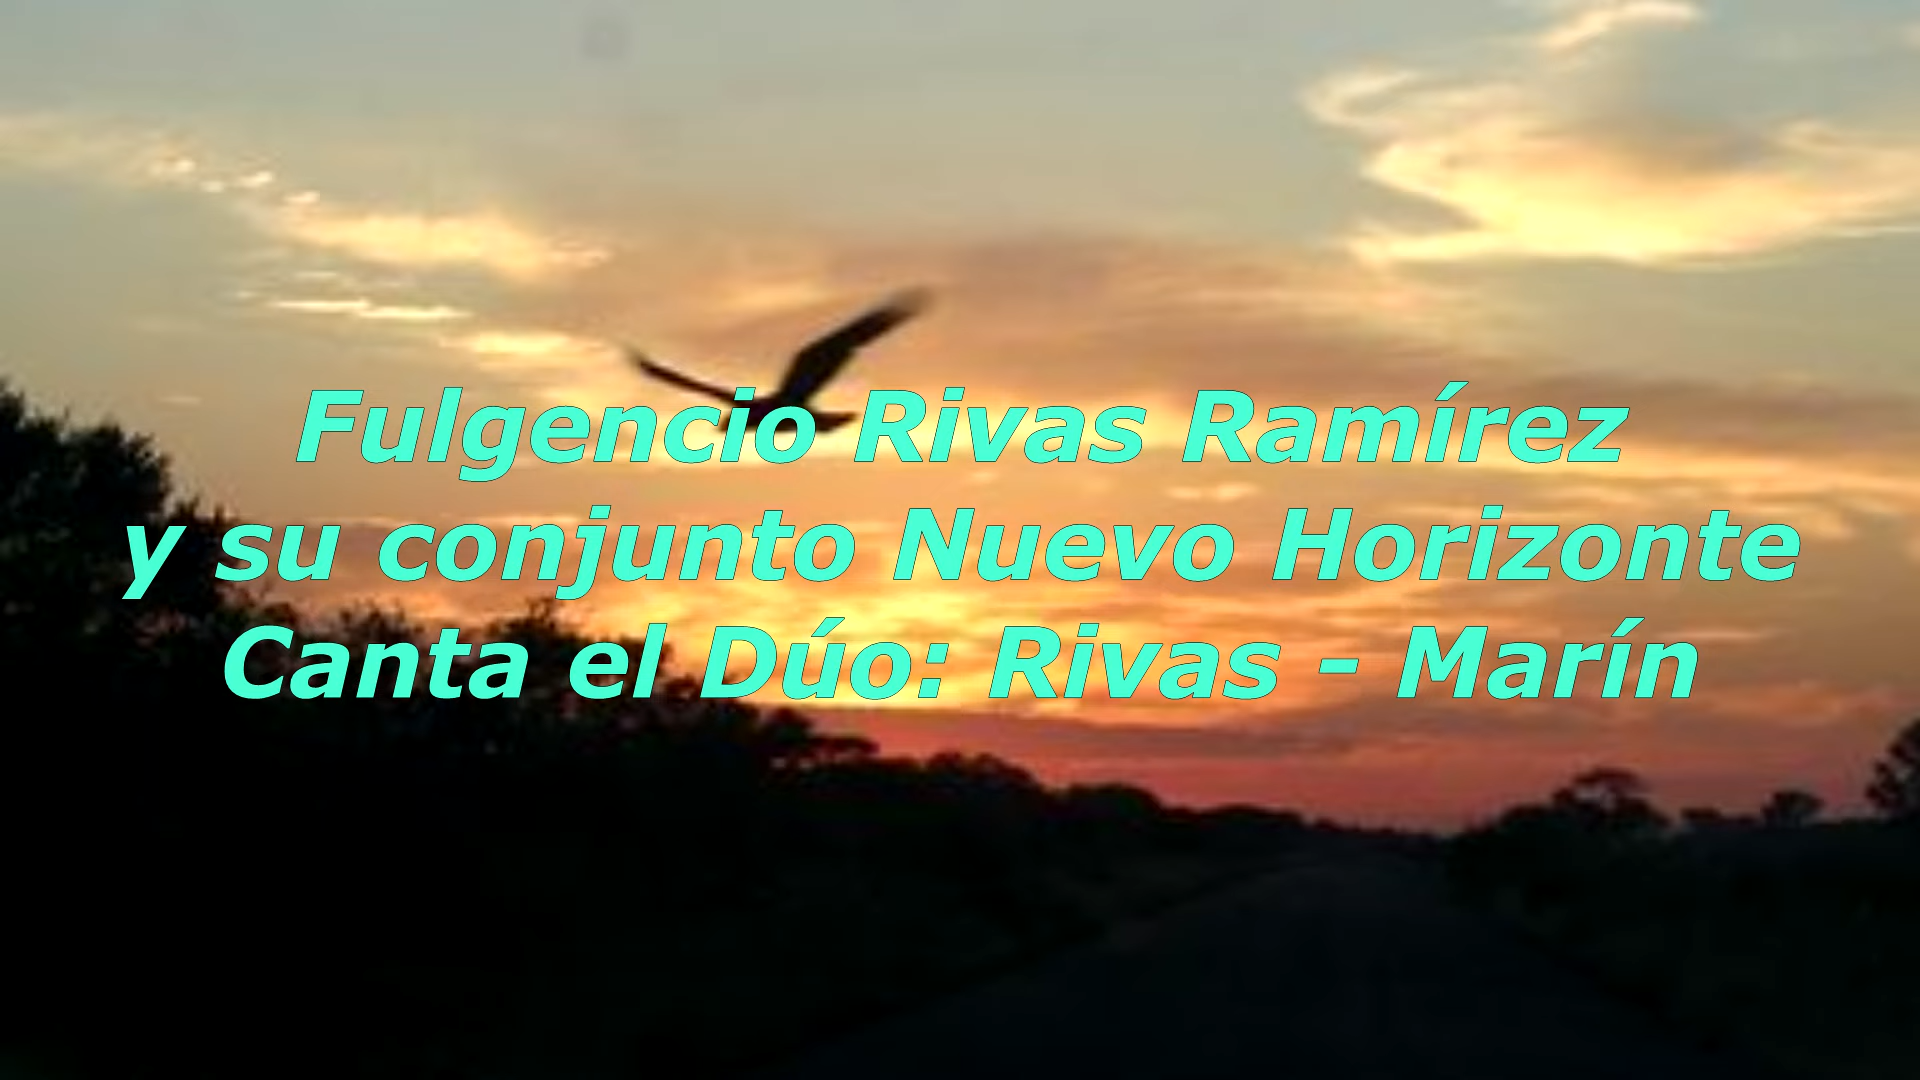 Fulgencio Rivas Ramírez
y su conjunto Nuevo Horizonte
Canta el Dúo: Rivas - Marín